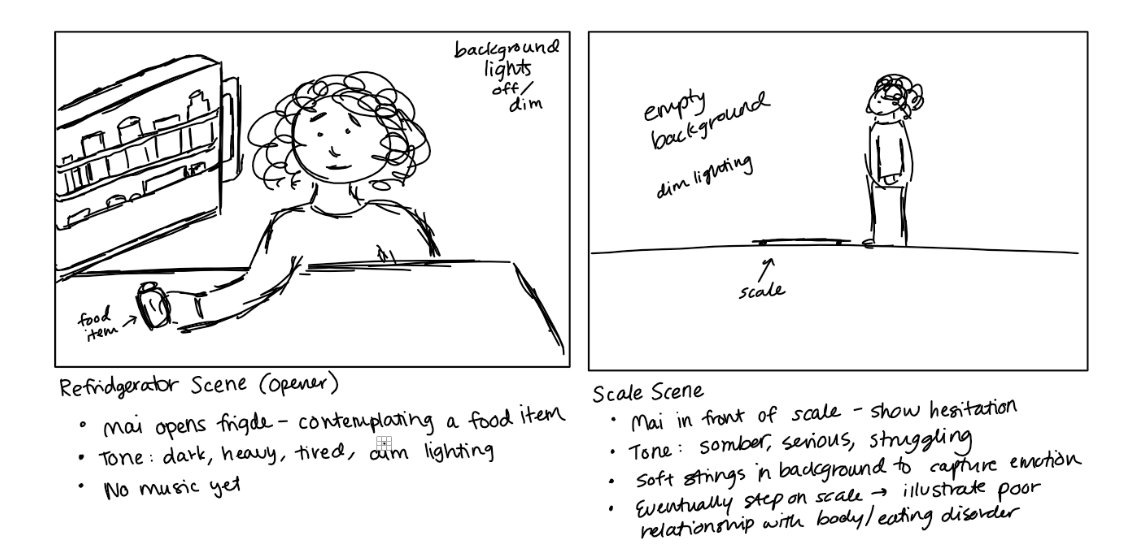 background
lights
off/
dim
food
item
Refridgerator Scene (opener)
• Mai opens frigde - contemplating a food item
• Tone: dark, heavy, tired, dim lighting
• No music yet
empty
background
dim lighting
scale
Scale Scene
• Mai in front of scale - show hesitation
• Tone: somber, serious, struggling
• Soft strings in background to capture emotion
• Eventually step on scale → illustrate poor
relationship with body/eating disorder